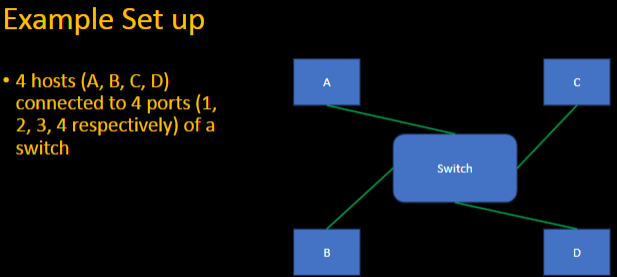 Example Set up
• 4 hosts (A, B, C, D)
connected to 4 ports (1,
2, 3, 4 respectively) of a
switch
A
C
Switch
B
D